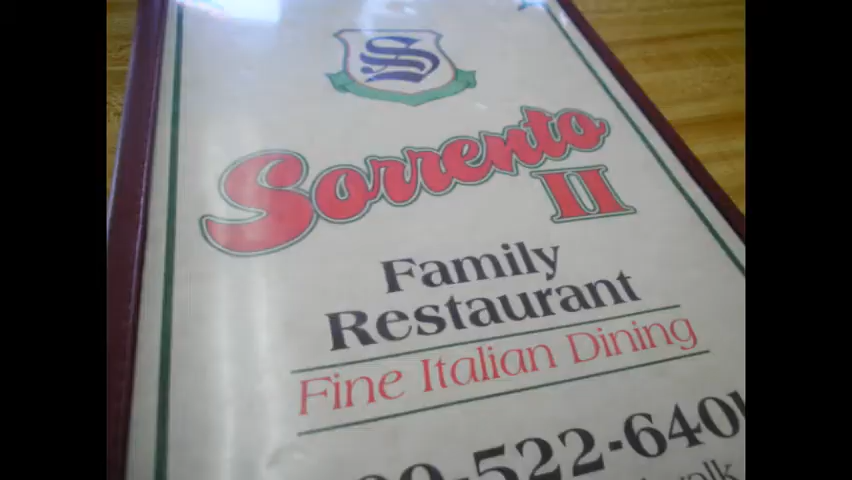 S
Sorrento
II
Family
Restaurant
Fine Italian Dining